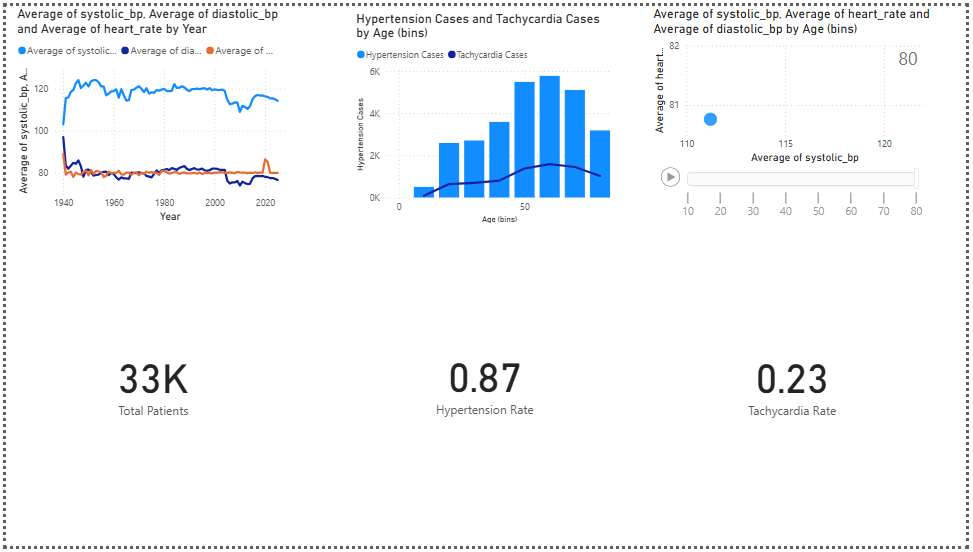 Average of systolic_bp, Average of diastolic_bp
and Average of heart_rate by Year
Average of systolic... Average of dia... Average of ...
Average of systolic_bp, A...
120
100
80
1940 1960 1980 2000 2020
Year
Hypertension Cases and Tachycardia Cases
by Age (bins)
Hypertension Cases Tachycardia Cases
Hypertension Cases
6K
4K
2K
0K
0 50
Age (bins)
Average of systolic_bp, Average of heart_rate and
Average of diastolic_bp by Age (bins)
Average of heart...
82
80
81
110 115 120
Average of systolic_bp
10 20 30 40 50 60 70 80
33K
Total Patients
0.87
Hypertension Rate
0.23
Tachycardia Rate